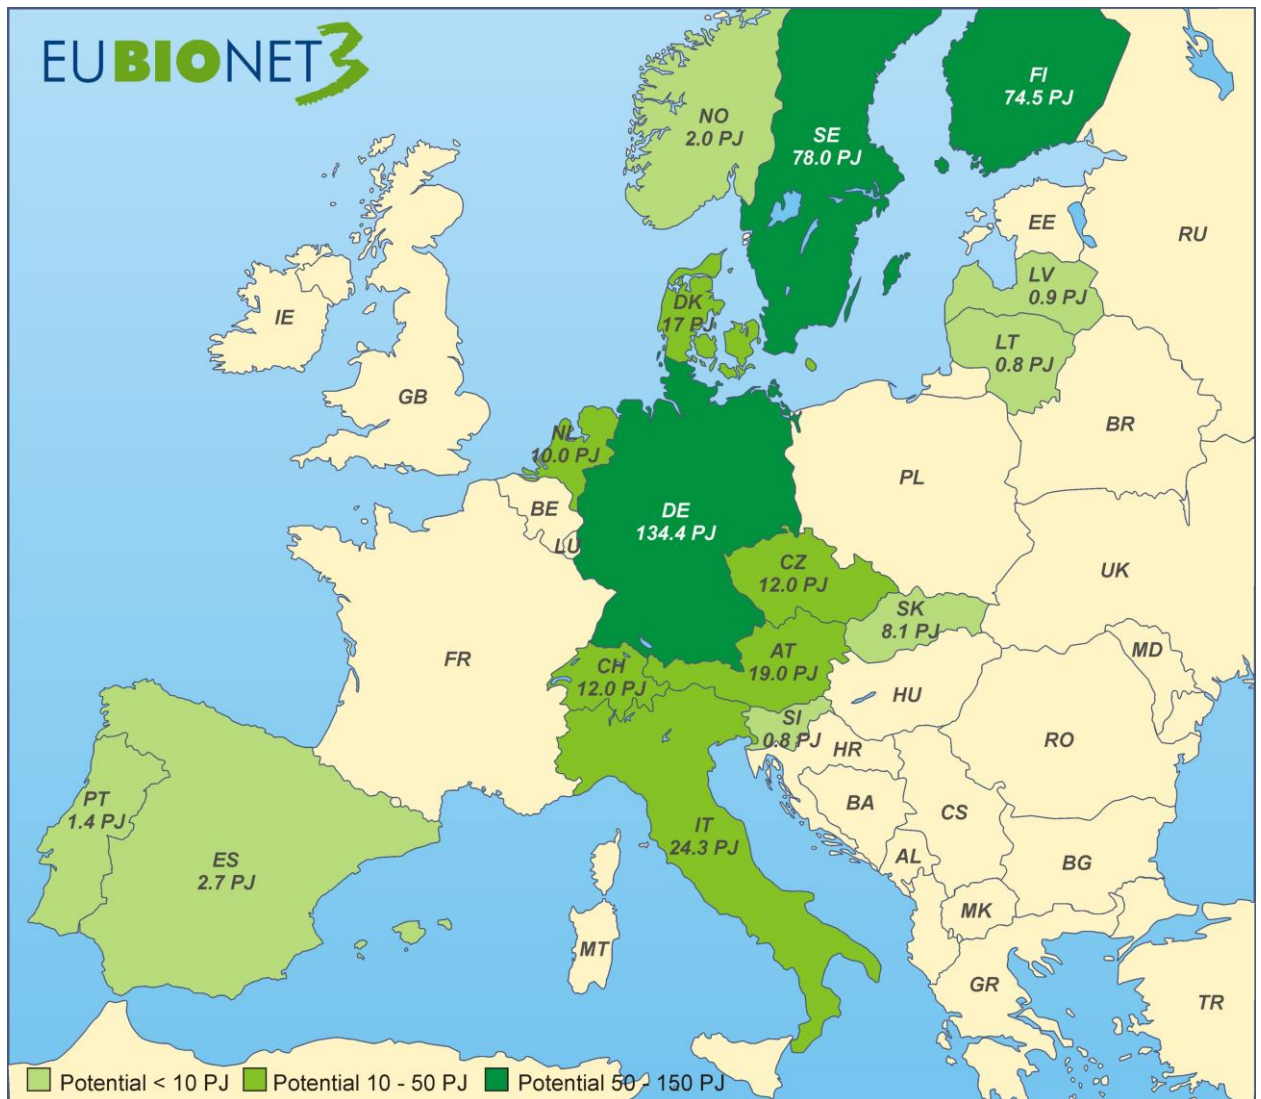 EUBIONET3
FI
74.5 PJ
NO
2.0 PJ
SE
78.0 PJ
EE
RU
LV
0.9 PJ
DK
17 PJ
IE
LT
0.8 PJ
GB
BR
NL
10.0 PJ
PL
BE
DE
134.4 PJ
LU
CZ
12.0 PJ
UK
SK
8.1 PJ
FR
CH
12.0 PJ
AT
19.0 PJ
MD
HU
SI
0.8 PJ
HR
RO
PT
1.4 PJ
BA
CS
IT
24.3 PJ
ES
2.7 PJ
AL
BG
MK
MT
GR
TR
Potential < 10 PJ
Potential 10 - 50 PJ
Potential 50 - 150 PJ